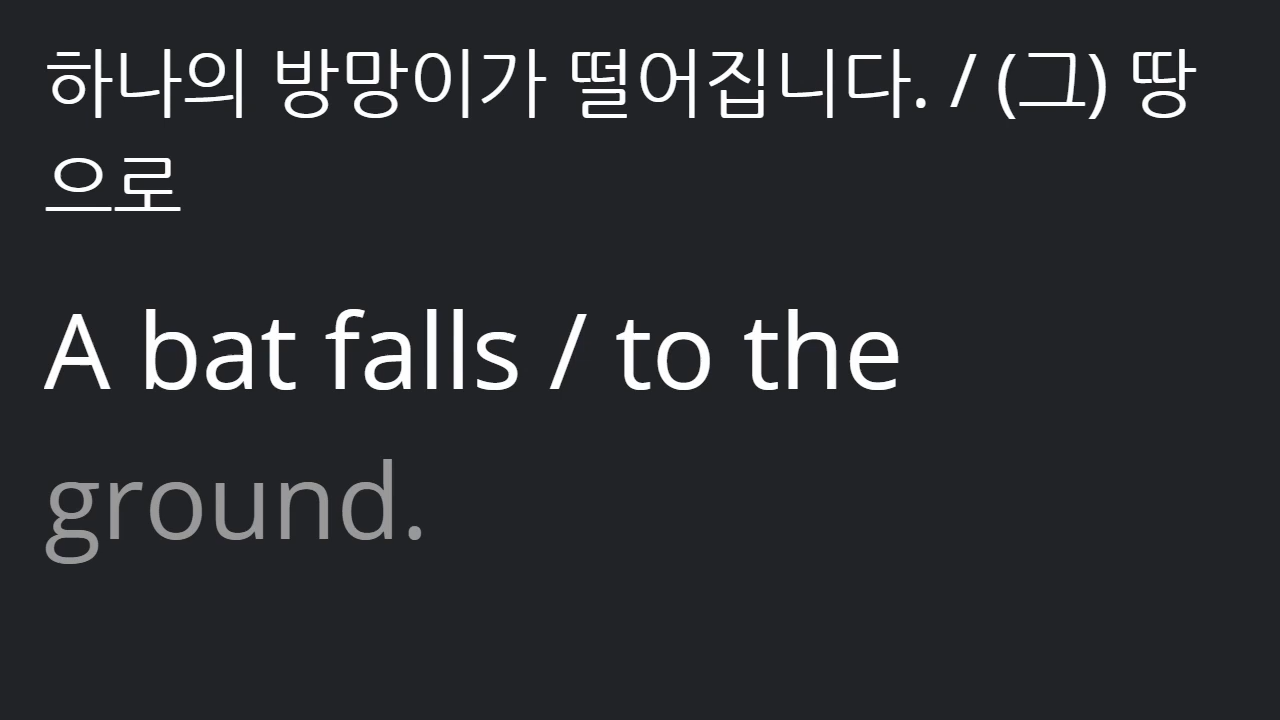 하나의 방망이가 떨어집니다. / (그) 땅
으로
A bat falls / to the
ground.